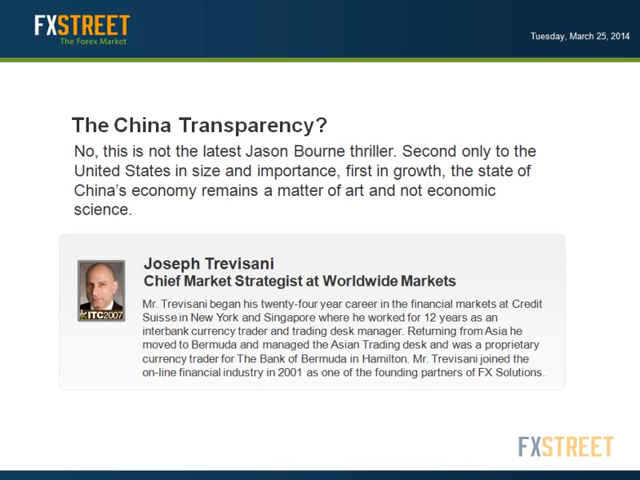 FXSTREET
The Forex Market
Tuesday, March 25, 2014
The China Transparency?
No, this is not the latest Jason Bourne thriller. Second only to the
United States in size and importance, first in growth, the state of
China’s economy remains a matter of art and not economic
science.
Joseph Trevisani
Chief Market Strategist at Worldwide Markets
Mr. Trevisani began his twenty-four year career in the financial markets at Credit
Suisse in New York and Singapore where he worked for 12 years as an
interbank currency trader and trading desk manager. Returning from Asia he
moved to Bermuda and managed the Asian Trading desk and was a proprietary
currency trader for The Bank of Bermuda in Hamilton. Mr. Trevisani joined the
on-line financial industry in 2001 as one of the founding partners of FX Solutions.
ITC2007
FXSTREET